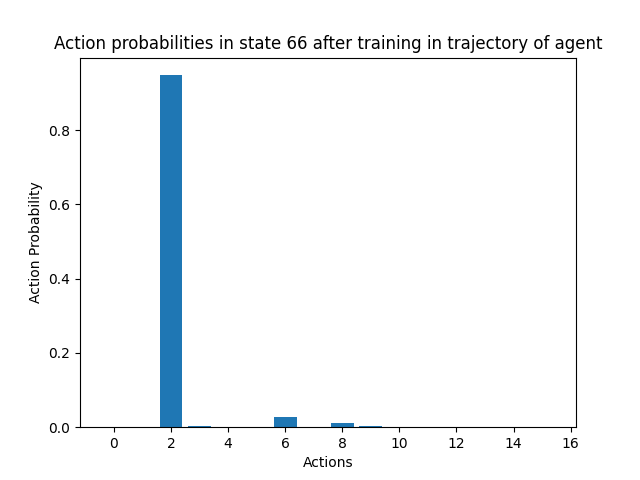 Action probabilities in state 66 after training in trajectory of agent
Action Probability
0.8
0.6
0.4
0.2
0.0
0 2 4 6 8 10 12 14 16
Actions